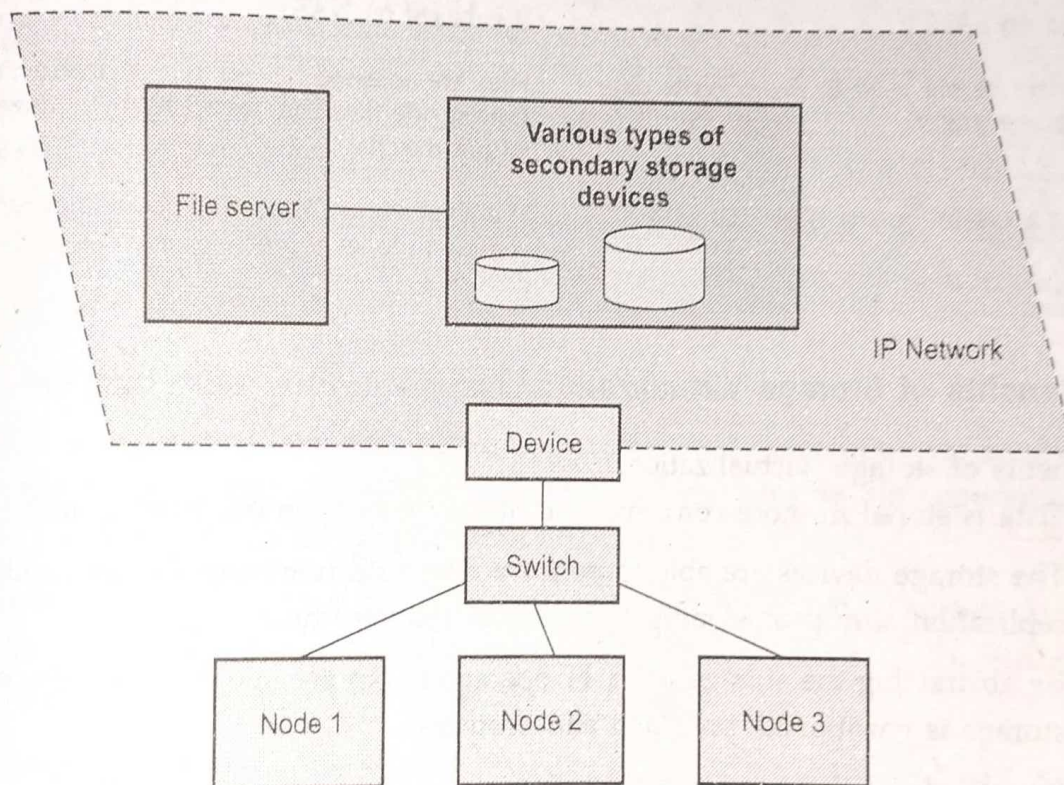 File server
Various types of
secondary storage
devices
IP Network
Device
Switch
Node 1
Node 2
Node 3